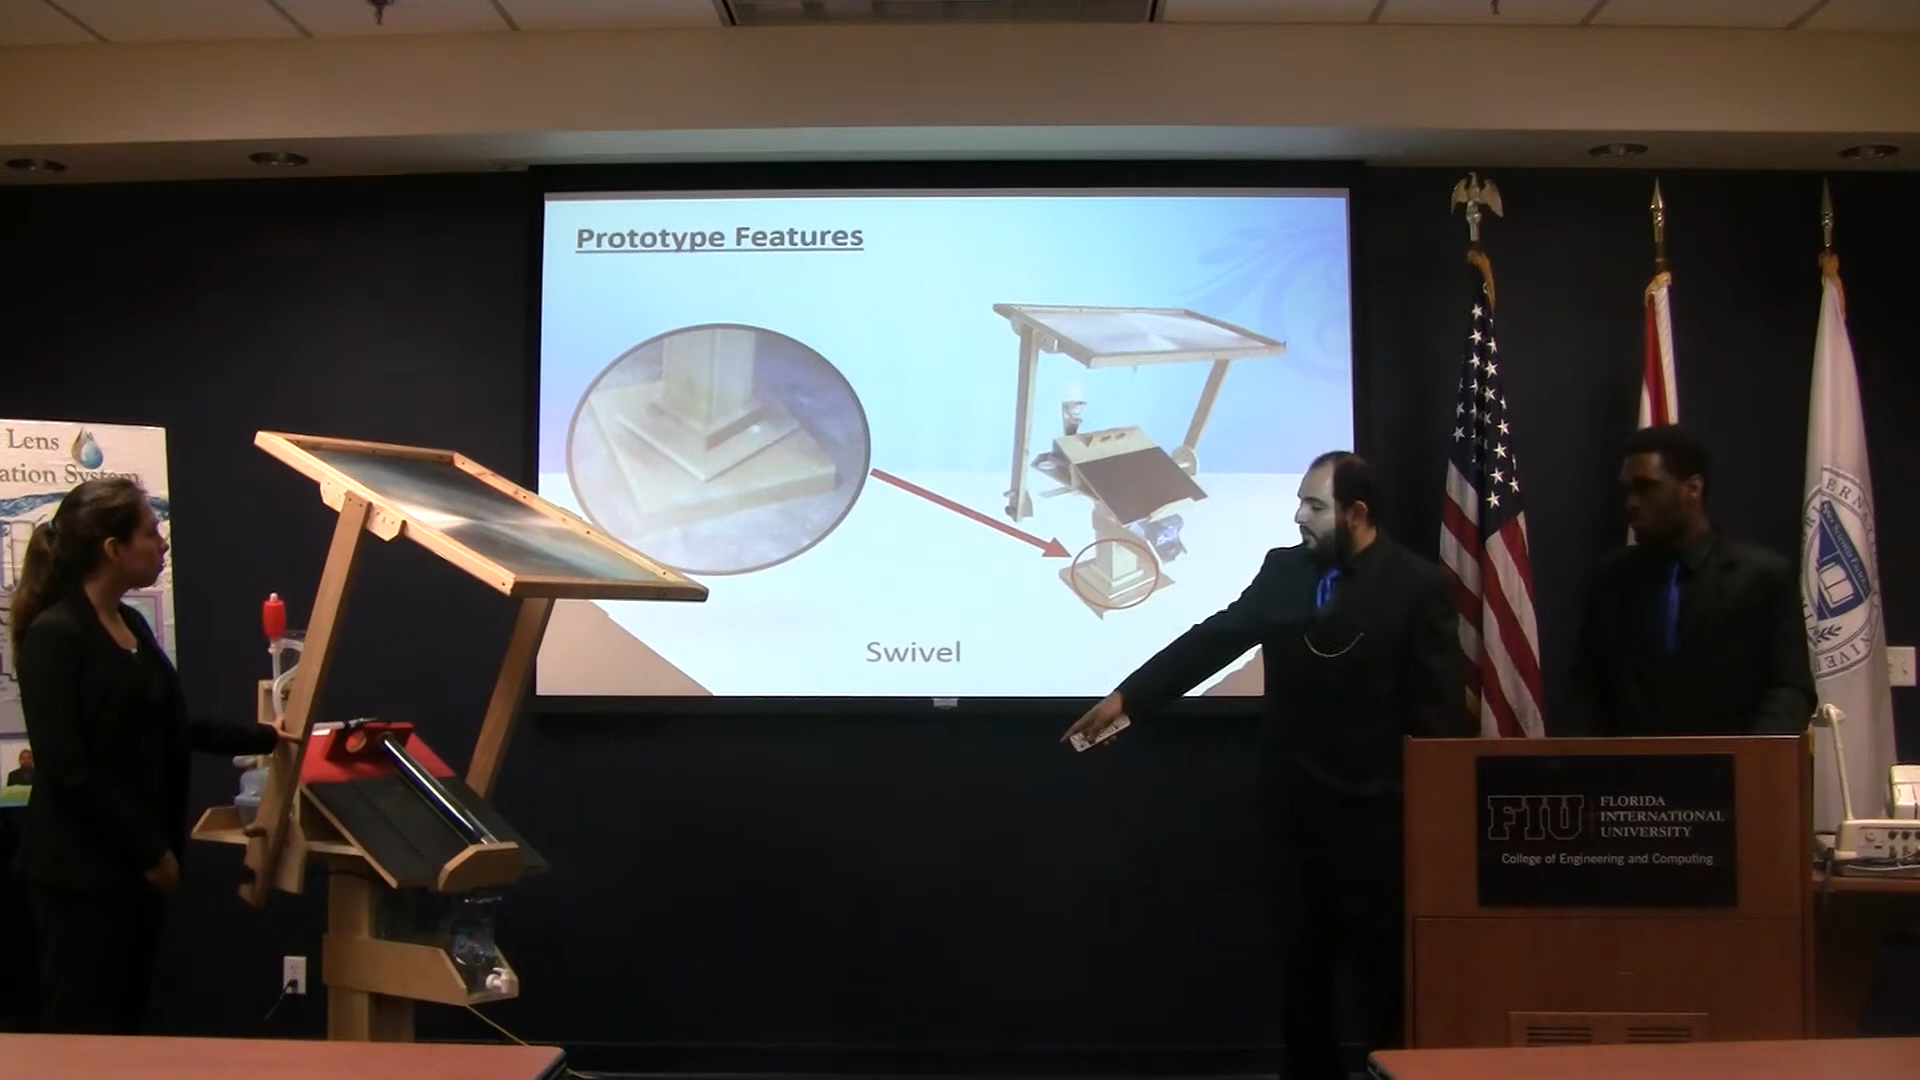 Prototype Features
Swivel
Lens
ation System
FIU
FLORIDA
INTERNATIONAL
UNIVERSITY
College of Engineering and Computing